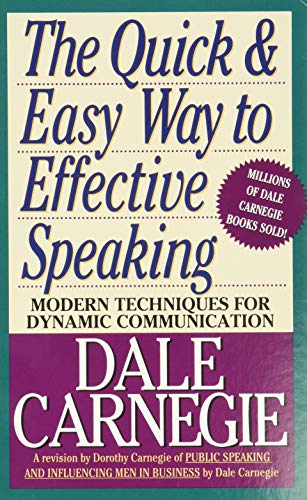 The Quick &
Easy Way to
Effective
Speaking
MILLIONS
OF DALE
CARNEGIE
BOOKS SOLD!
MODERN TECHNIQUES FOR
DYNAMIC COMMUNICATION
DALE
CARNEGIE
A revision by Dorothy Carnegie of PUBLIC SPEAKING
AND INFLUENCING MEN IN BUSINESS by Dale Carnegie